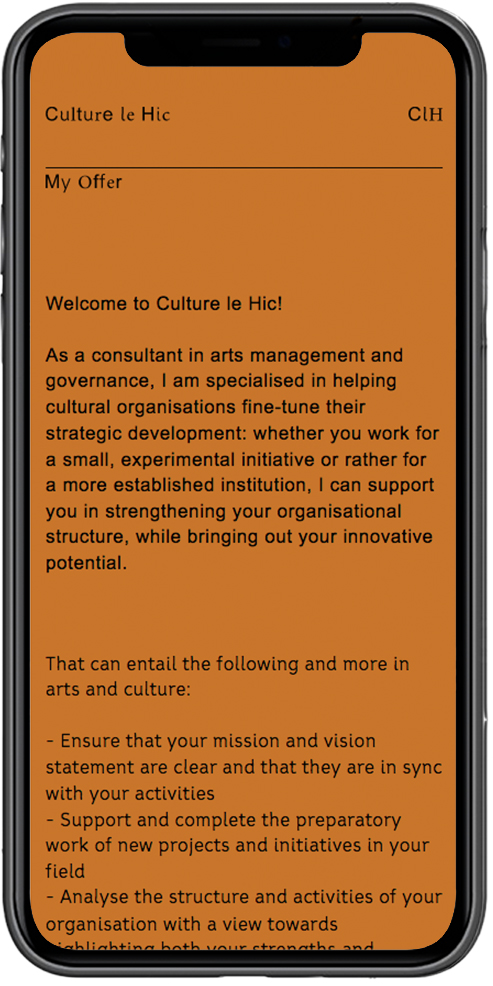 Culture le Hic
ClH
My Offer
Welcome to Culture le Hic!
As a consultant in arts management and
governance, I am specialised in helping
cultural organisations fine-tune their
strategic development: whether you work for
a small, experimental initiative or rather for
a more established institution, I can support
you in strengthening your organisational
structure, while bringing out your innovative
potential.
That can entail the following and more in
arts and culture:
- Ensure that your mission and vision
statement are clear and that they are in sync
with your activities
- Support and complete the preparatory
work of new projects and initiatives in your
field
- Analyse the structure and activities of your
organisation with a view towards
highlighting both your strengths and